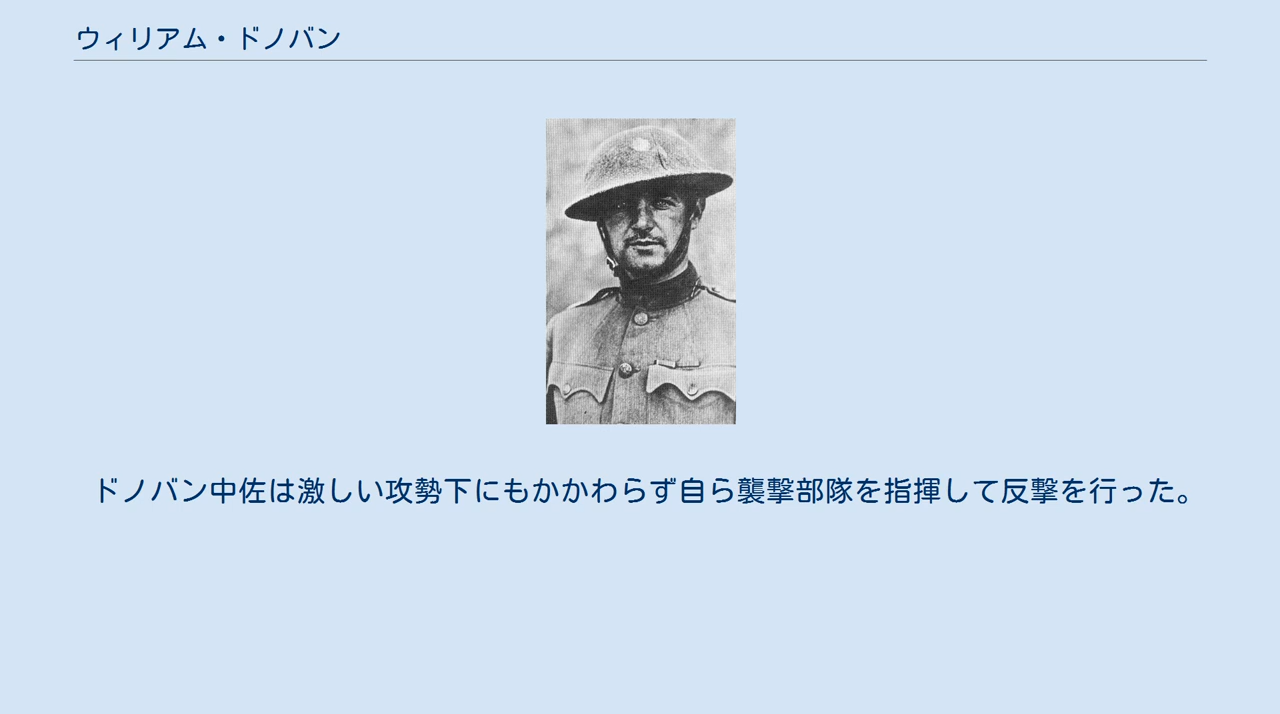 ウィリアム・ドノバン
ドノバン中佐は激しい攻勢下にもかかわらず自ら襲撃部隊を指揮して反撃を行った。